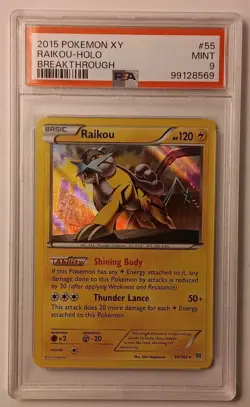 2015 POKEMON XY #55
RAIKOU-HOLO MINT
BREAKTHROUGH 9
PSA 99128569
BASIC
Raikou HP120
Ability Shining Body
If this Pokémon has any Energy attached to it, any
damage done to this Pokémon by attacks is reduced
by 20 (after applying Weakness and Resistance).
Thunder Lance 50+
This attack does 20 more damage for each
attached to this Pokémon.
×2 -20
55/162